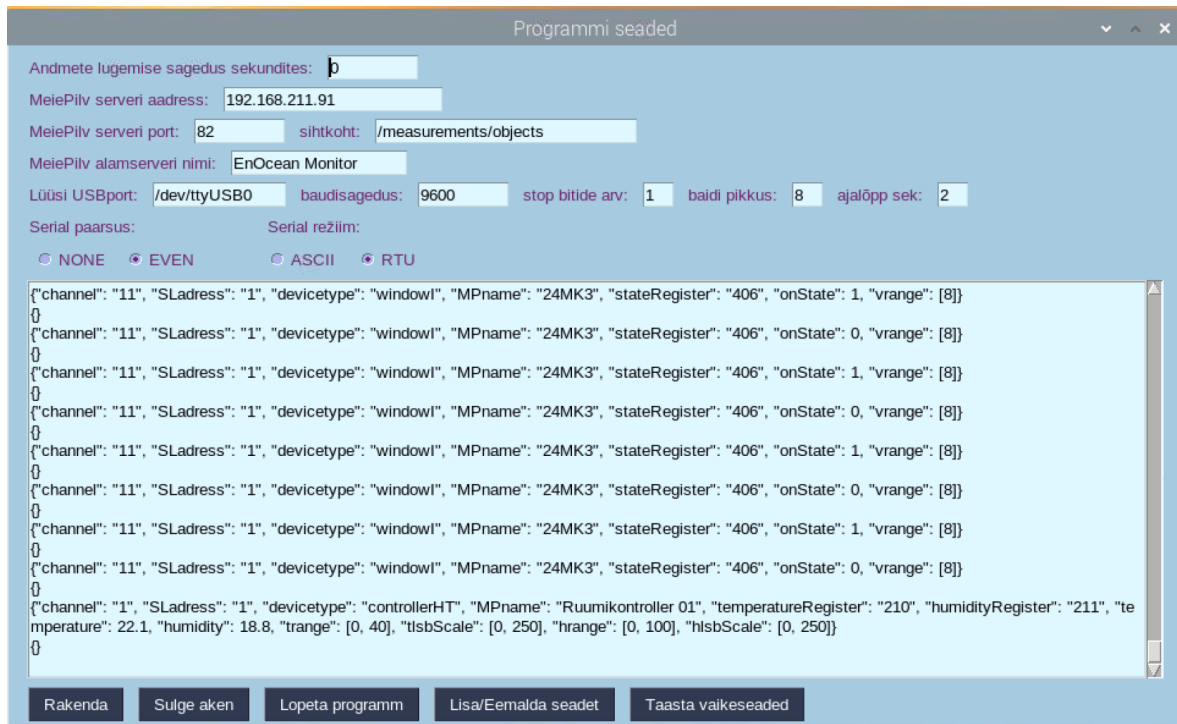 Programmi seaded
Andmete lugemise sagedus sekundites: 0
MeiePilv serveri aadress: 192.168.211.91
MeiePilv serveri port: 82 sihtkoht: /measurements/objects
MeiePilv alamserveri nimi: EnOcean Monitor
Lüüsi USBport: /dev/ttyUSB0 baudisagedus: 9600 stop bitide arv: 1 baidi pikkus: 8 ajalõpp sek: 2
Serial paarsus: Serial režiim:
NONE EVEN ASCII RTU
{"channel": "11", "SLadress": "1", "devicetype": "windowI", "MPname": "24MK3", "stateRegister": "406", "onState": 1, "vrange": [8]}
{}
{"channel": "11", "SLadress": "1", "devicetype": "windowI", "MPname": "24MK3", "stateRegister": "406", "onState": 0, "vrange": [8]}
{}
{"channel": "11", "SLadress": "1", "devicetype": "windowI", "MPname": "24MK3", "stateRegister": "406", "onState": 1, "vrange": [8]}
{}
{"channel": "11", "SLadress": "1", "devicetype": "windowI", "MPname": "24MK3", "stateRegister": "406", "onState": 0, "vrange": [8]}
{}
{"channel": "11", "SLadress": "1", "devicetype": "windowI", "MPname": "24MK3", "stateRegister": "406", "onState": 1, "vrange": [8]}
{}
{"channel": "11", "SLadress": "1", "devicetype": "windowI", "MPname": "24MK3", "stateRegister": "406", "onState": 0, "vrange": [8]}
{}
{"channel": "11", "SLadress": "1", "devicetype": "windowI", "MPname": "24MK3", "stateRegister": "406", "onState": 1, "vrange": [8]}
{}
{"channel": "11", "SLadress": "1", "devicetype": "windowI", "MPname": "24MK3", "stateRegister": "406", "onState": 0, "vrange": [8]}
{}
{"channel": "1", "SLadress": "1", "devicetype": "controllerHT", "MPname": "Ruumikontroller 01", "temperatureRegister": "210", "humidityRegister": "211", "te
mperature": 22.1, "humidity": 18.8, "trange": [0, 40], "tlsbScale": [0, 250], "hrange": [0, 100], "hlsbScale": [0, 250]}
{}
Rakenda Sulge aken Lopeta programm Lisa/Eemalda seadet Taasta vaikeseaded